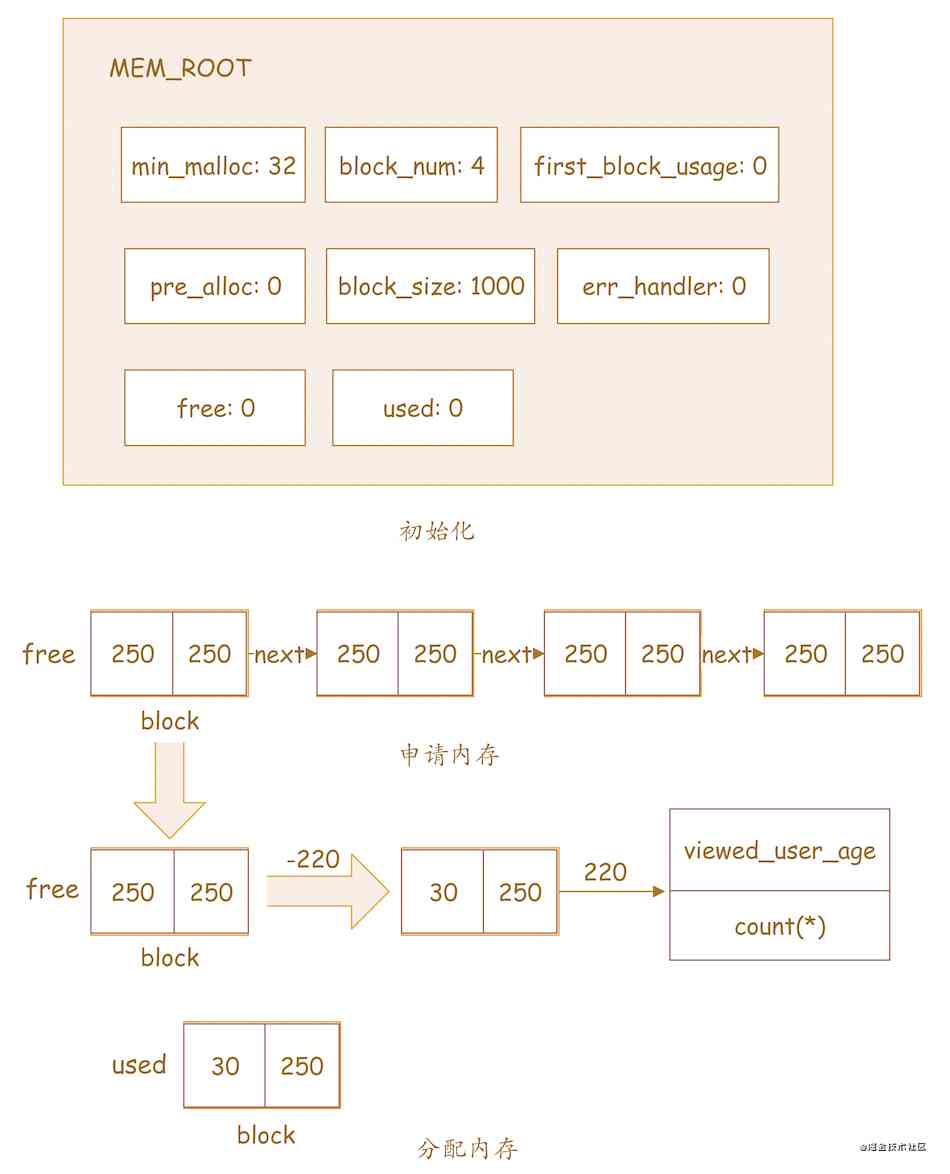 MEM_ROOT
min_malloc: 32 block_num: 4 first_block_usage: 0
pre_alloc: 0 block_size: 1000 err_handler: 0
free: 0 used: 0
初始化
free 250 250 next 250 250 next 250 250 next 250 250
block
申请内存
-220
free 250 250 30 250 220 viewed_user_age
count(*)
block
used 30 250
block
分配内存
@掘金技术社区